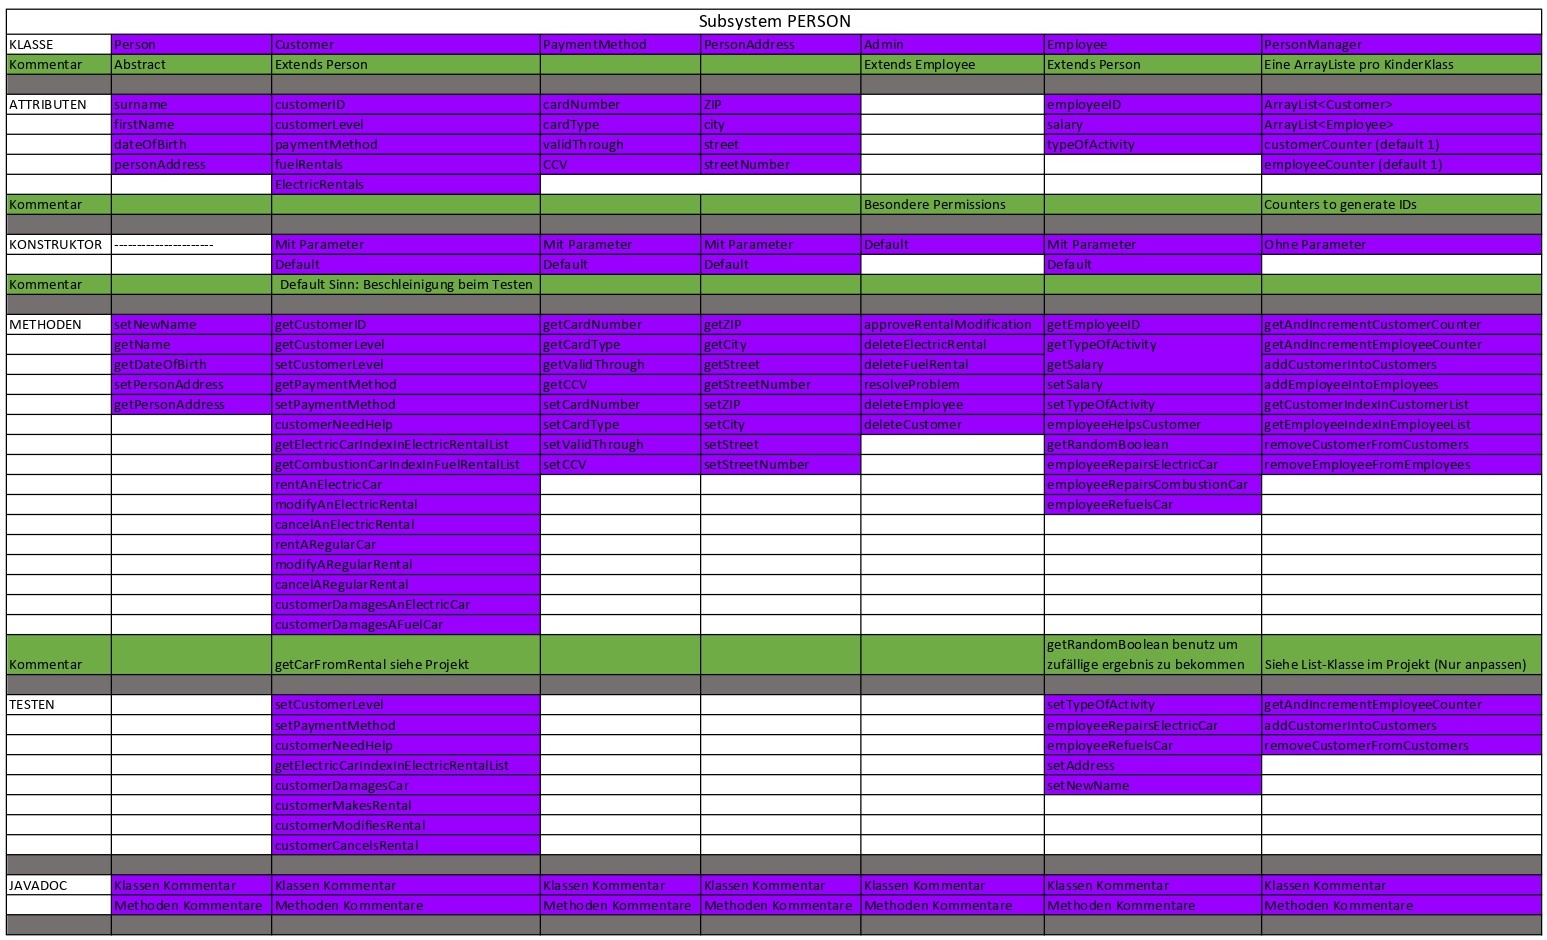 Subsystem PERSON
KLASSE Person Customer PaymentMethod PersonAddress Admin Employee PersonManager
Kommentar Abstract Extends Person Extends Employee Extends Person Eine ArrayListe pro KinderKlass
ATTRIBUTEN surname customerID cardNumber ZIP employeeID ArrayList<Customer>
firstName customerLevel cardType city salary ArrayList<Employee>
dateOfBirth paymentMethod validThrough street typeOfActivity customerCounter (default 1)
personAddress fuelRentals CCV streetNumber employeeCounter (default 1)
ElectricRentals
Kommentar Besondere Permissions Counters to generate IDs
KONSTRUKTOR ---------------------- Mit Parameter Mit Parameter Mit Parameter Default Mit Parameter Ohne Parameter
Default Default Default Default
Kommentar Default Sinn: Beschleinigung beim Testen
METHODEN setNewName getCustomerID getCardNumber getZIP approveRentalModification getEmployeeID getAndIncrementCustomerCounter
getName getCustomerLevel getCardType getCity deleteElectricRental getTypeOfActivity getAndIncrementEmployeeCounter
getDateOfBirth setCustomerLevel getValidThrough getStreet deleteFuelRental getSalary addCustomerIntoCustomers
setPersonAddress getPaymentMethod getCCV getStreetNumber resolveProblem setSalary addEmployeeIntoEmployees
getPersonAddress setPaymentMethod setCardNumber setZIP deleteEmployee setTypeOfActivity getCustomerIndexInCustomerList
customerNeedHelp setCardType setCity deleteCustomer employeeHelpsCustomer getEmployeeIndexInEmployeeList
getElectricCarIndexInElectricRentalList setValidThrough setStreet getRandomBoolean removeCustomerFromCustomers
getCombustionCarIndexInFuelRentalList setCCV setStreetNumber employeeRepairsElectricCar removeEmployeeFromEmployees
rentAnElectricCar employeeRepairsCombustionCar
modifyAnElectricRental employeeRefuelsCar
cancelAnElectricRental
rentARegularCar
modifyARegularRental
cancelARegularRental
customerDamagesAnElectricCar
customerDamagesAFuelCar
getRandomBoolean benutz um
Kommentar getCarFromRental siehe Projekt zufällige ergebnis zu bekommen Siehe List-Klasse im Projekt (Nur anpassen)
TESTEN setCustomerLevel setTypeOfActivity getAndIncrementEmployeeCounter
setPaymentMethod employeeRepairsElectricCar addCustomerIntoCustomers
customerNeedHelp employeeRefuelsCar removeCustomerFromCustomers
getElectricCarIndexInElectricRentalList setAddress
customerDamagesCar setNewName
customerMakesRental
customerModifiesRental
customerCancelsRental
JAVADOC Klassen Kommentar Klassen Kommentar Klassen Kommentar Klassen Kommentar Klassen Kommentar Klassen Kommentar Klassen Kommentar
Methoden Kommentare Methoden Kommentare Methoden Kommentare Methoden Kommentare Methoden Kommentare Methoden Kommentare Methoden Kommentare